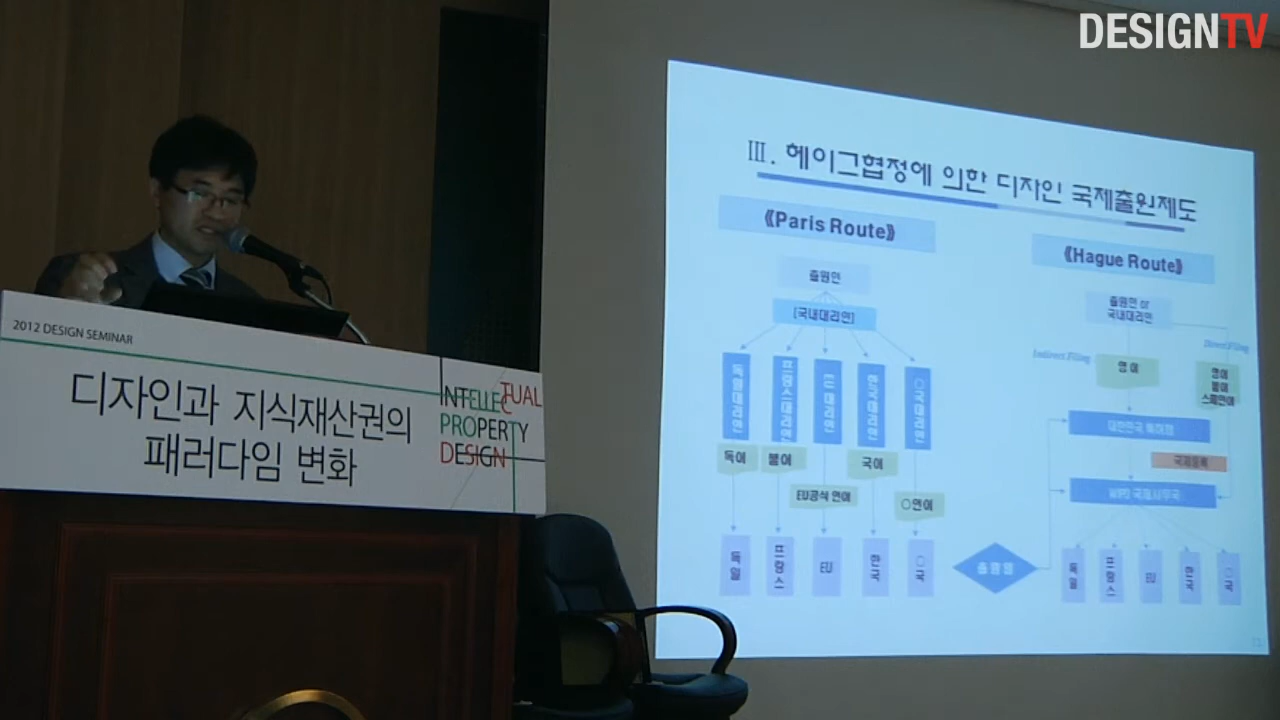 DESIGNTV
2012 DESIGN SEMINAR
디자인과 지식재산권의
패러다임 변화
INTELLECTUAL
PROPERTY
DESIGN
Ⅲ. 헤이그협정에 의한 디자인 국제출원제도
《Paris Route》
출원인
[국내대리인]
독일대리인
프랑스대리인
EU 대리인
한국대리인
○국대리인
독어
불어
국어
EU공식 언어
○언어
독일
프랑스
EU
한국
○국
《Hague Route》
출원인 or
국내대리인
Indirect Filing
Direct Filing
영어
영어
불어
스페인어
대한민국 특허청
국제등록
WIPO 국제사무국
출원인
독일
프랑스
EU
한국
○국